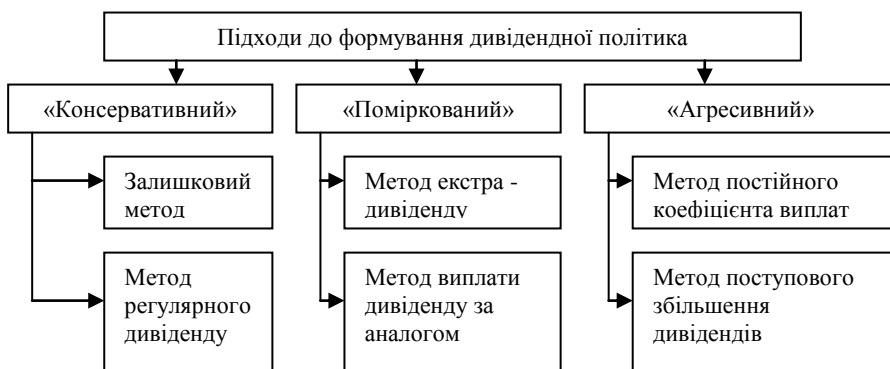 Підходи до формування дивідендної політика
«Консервативний»
«Поміркований»
«Агресивний»
Залишковий
метод
Метод екстра -
дивіденду
Метод постійного
коефіцієнта виплат
Метод
регулярного
дивіденду
Метод виплати
дивіденду за
аналогом
Метод поступового
збільшення
дивідендів